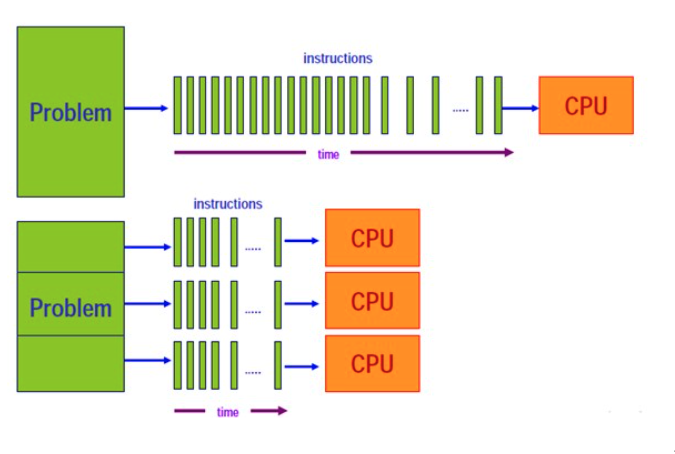 instructions
Problem
.....
CPU
time
instructions
.....
CPU
Problem
.....
CPU
.....
CPU
time